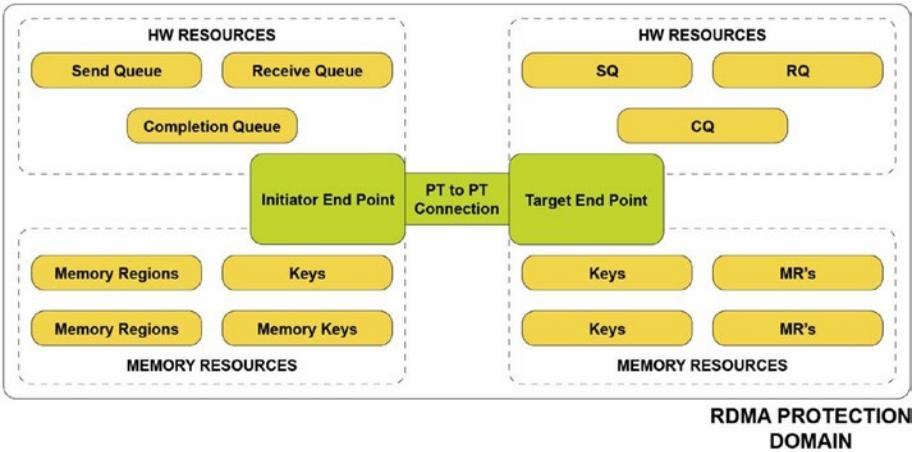 HW RESOURCES
Send Queue
Receive Queue
Completion Queue
HW RESOURCES
SQ
RQ
CQ
Initiator End Point
PT to PT
Connection
Target End Point
Memory Regions
Keys
Memory Regions
Memory Keys
MEMORY RESOURCES
Keys
MR's
Keys
MR's
MEMORY RESOURCES
RDMA PROTECTION
DOMAIN